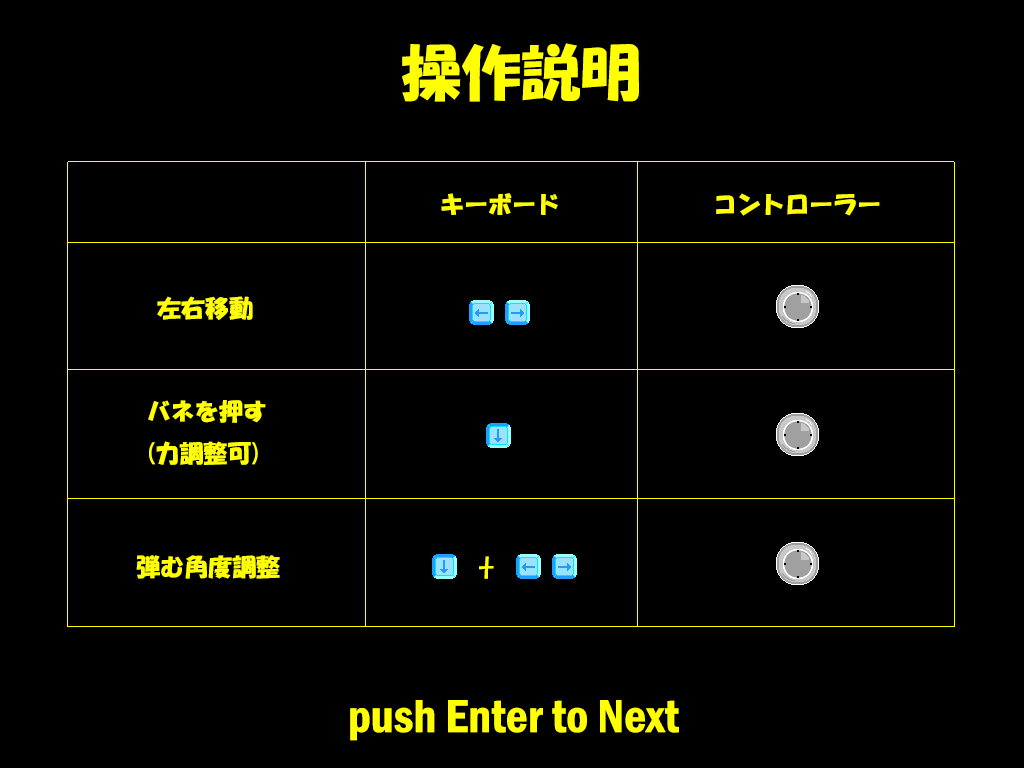 操作説明
キーボード コントローラー
左右移動 ← →
バネを押す
(力調整可) ↓
弾む角度調整 ↓ + ← →
push Enter to Next